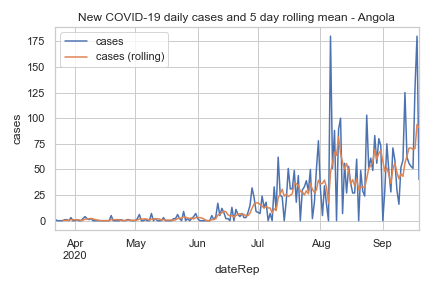 New COVID-19 daily cases and 5 day rolling mean - Angola
cases
cases (rolling)
175
150
125
100
75
50
25
0
cases
Apr May Jun Jul Aug Sep
2020
dateRep